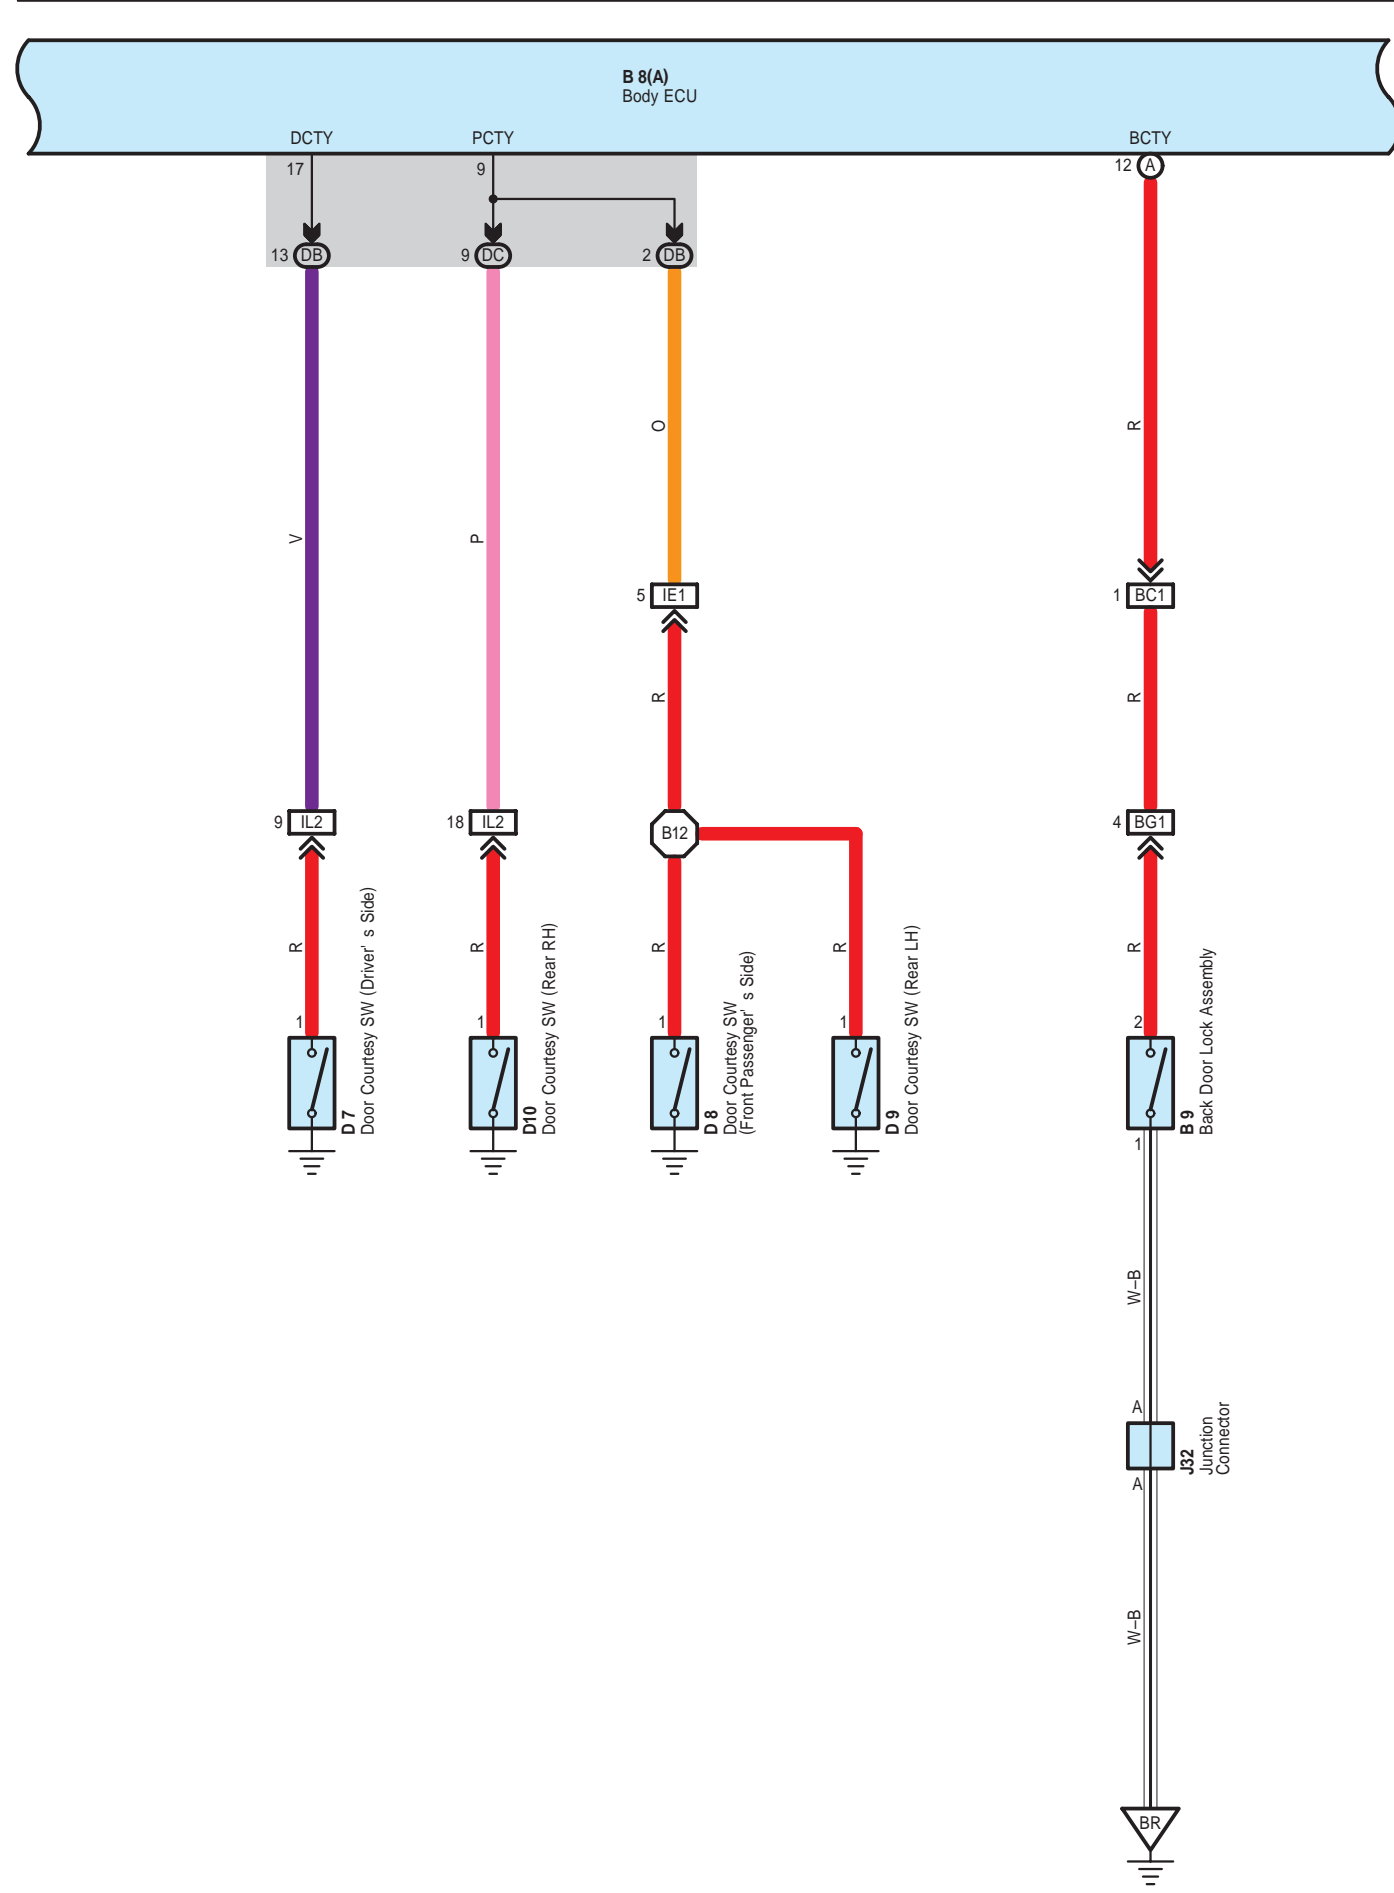 B 8(A)
Body ECU
DCTY
PCTY
BCTY
17
9
12
A
13
DB
9
DC
2
DB
O
R
V
P
5
IE1
1
BC1
R
R
9
IL2
18
IL2
B12
4
BG1
R
R
R
R
R
1
1
1
1
2
D 7
Door Courtesy SW (Driver' s Side)
D10
Door Courtesy SW (Rear RH)
D 8
Door Courtesy SW
(Front Passenger' s Side)
D 9
Door Courtesy SW (Rear LH)
B 9
Back Door Lock Assembly
1
W–B
A
J32
Junction
Connector
A
W–B
BR